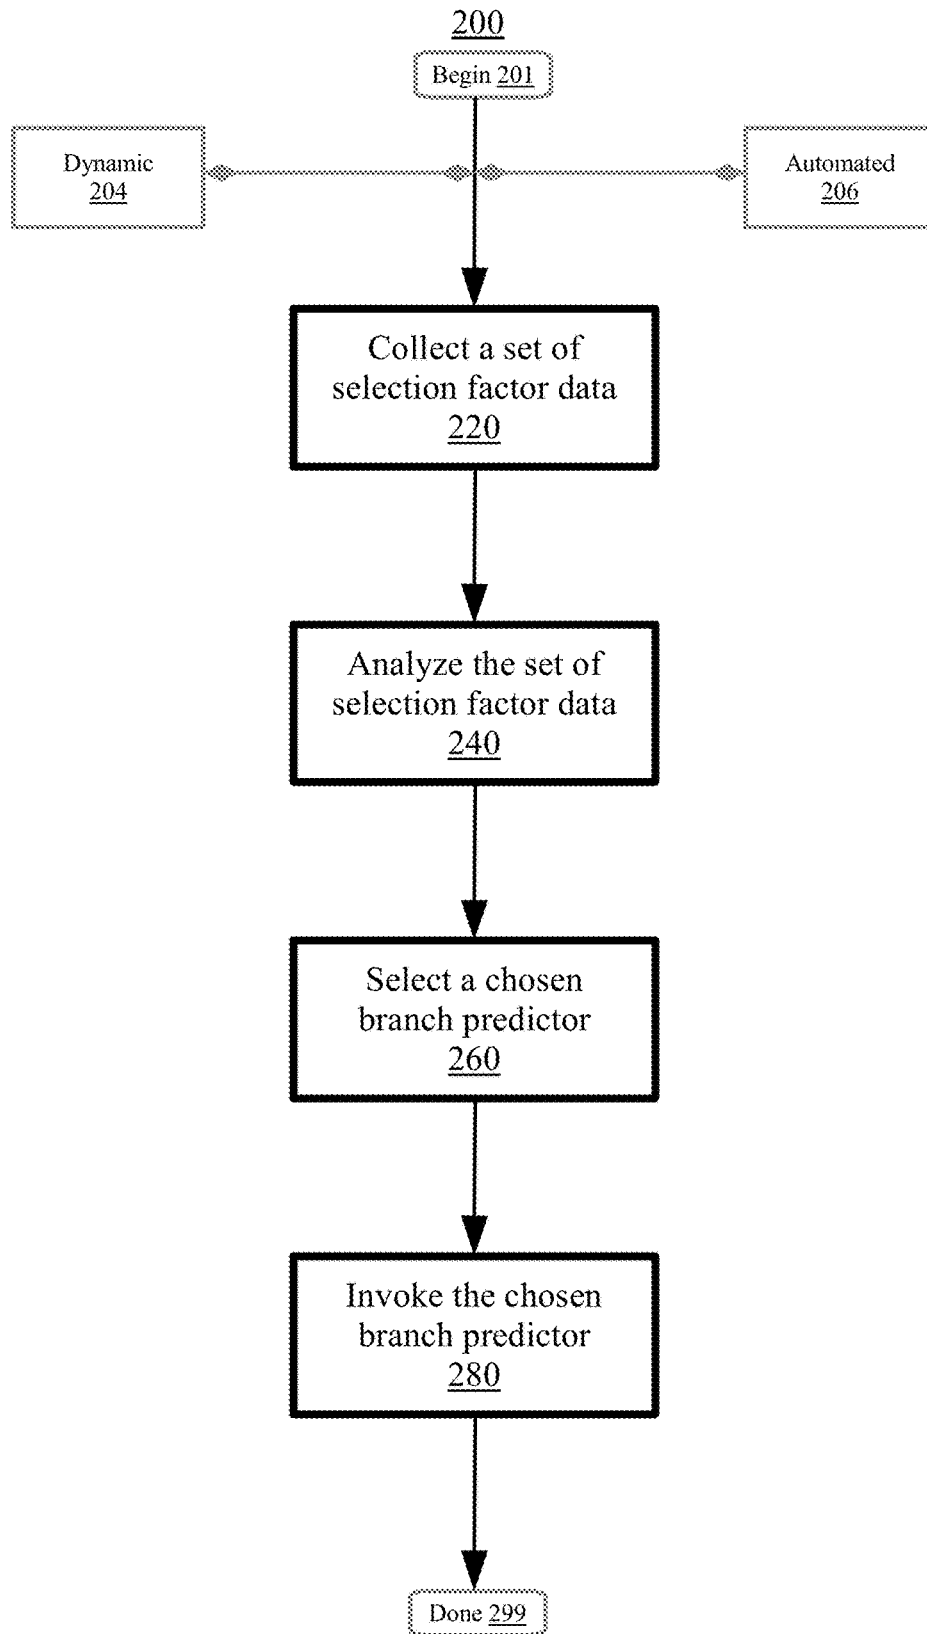 200
Begin 201
Dynamic
204
Automated
206
Collect a set of
selection factor data
220
Analyze the set of
selection factor data
240
Select a chosen
branch predictor
260
Invoke the chosen
branch predictor
280
Done 299